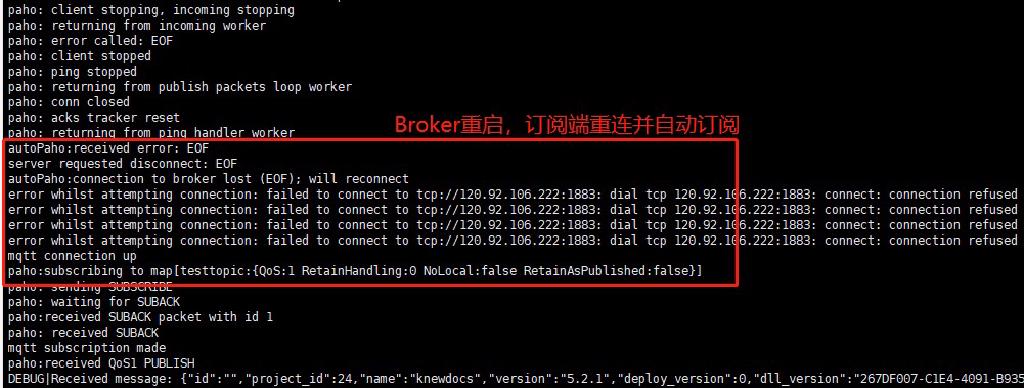 paho: client stopping, incoming stopping
paho: returning from incoming worker
paho: error called: EOF
paho: client stopped
paho: ping stopped
paho: returning from publish packets loop worker
paho: conn closed
paho: acks tracker reset
Broker重启，订阅端重连并自动订阅
paho: returning from ping handler worker
autoPaho:received error: EOF
server requested disconnect: EOF
autoPaho:connection to broker lost (EOF); will reconnect
error whilst attempting connection: failed to connect to tcp://120.92.106.222:1883: dial tcp 120.92.106.222:1883: connect: connection refused
error whilst attempting connection: failed to connect to tcp://120.92.106.222:1883: dial tcp 120.92.106.222:1883: connect: connection refused
error whilst attempting connection: failed to connect to tcp://120.92.106.222:1883: dial tcp 120.92.106.222:1883: connect: connection refused
error whilst attempting connection: failed to connect to tcp://120.92.106.222:1883: dial tcp 120.92.106.222:1883: connect: connection refused
mqtt connection up
paho:subscribing to map[testtopic:{QoS:1 RetainHandling:0 NoLocal:false RetainAsPublished:false}]
paho: sending SUBSCRIBE
paho: waiting for SUBACK
paho:received SUBACK packet with id 1
paho: received SUBACK
mqtt subscription made
paho:received QoS1 PUBLISH
DEBUG|Received message: {"id":"","project_id":24,"name":"knewdocs","version":"5.2.1","deploy_version":0,"dll_version":"267DF007-C1E4-4091-B935